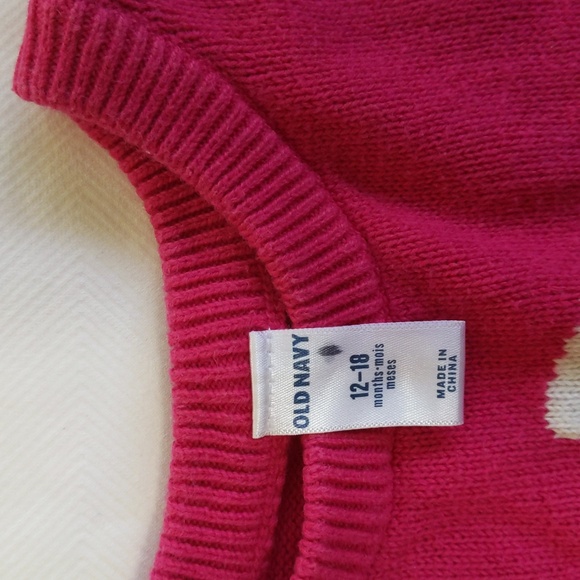 OLD NAVY
12-18
months-mois
meses
MADE IN
CHINA